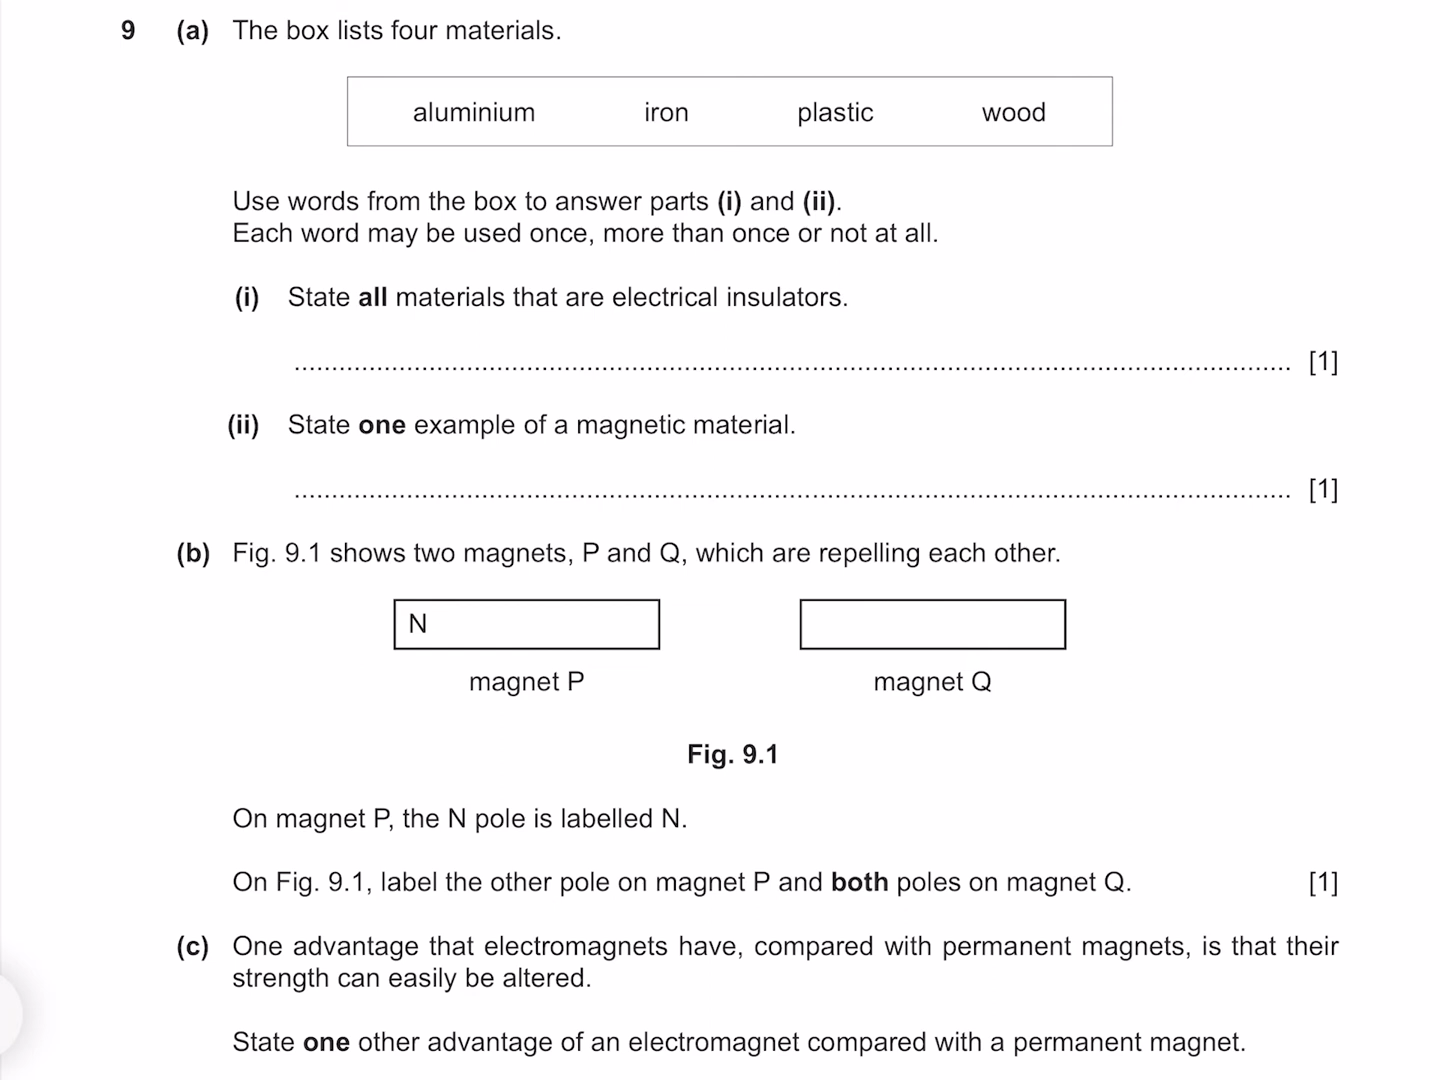 9 (a) The box lists four materials.
aluminium iron plastic wood
Use words from the box to answer parts (i) and (ii).
Each word may be used once, more than once or not at all.
(i) State all materials that are electrical insulators.
.......................................................................................................................................... [1]
(ii) State one example of a magnetic material.
.......................................................................................................................................... [1]
(b) Fig. 9.1 shows two magnets, P and Q, which are repelling each other.
N
magnet P magnet Q
Fig. 9.1
On magnet P, the N pole is labelled N.
On Fig. 9.1, label the other pole on magnet P and both poles on magnet Q. [1]
(c) One advantage that electromagnets have, compared with permanent magnets, is that their
strength can easily be altered.
State one other advantage of an electromagnet compared with a permanent magnet.